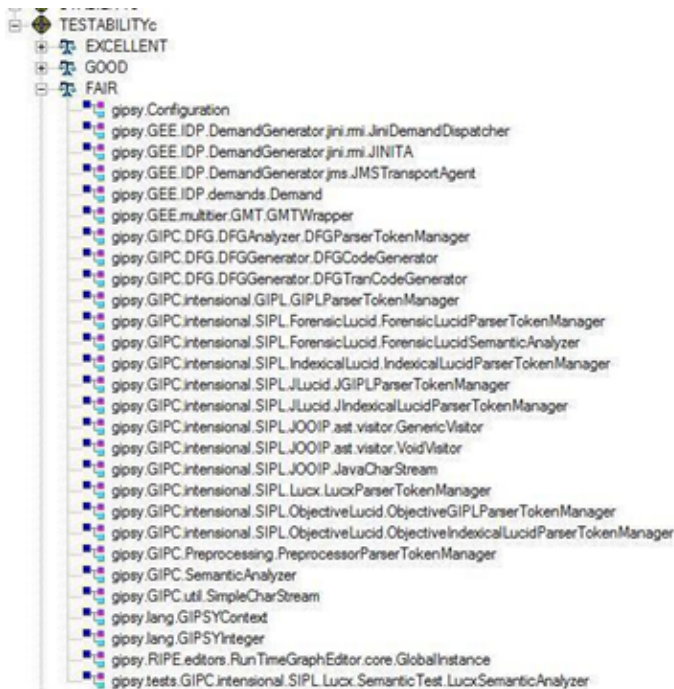 TESTABILITYc
EXCELLENT
GOOD
FAIR
gipsy.Configuration
gipsy.GEE.IDP.DemandGenerator.jini.rmi.JiniDemandDispatcher
gipsy.GEE.IDP.DemandGenerator.jini.rmi.JINITA
gipsy.GEE.IDP.DemandGenerator.jms.JMSTransportAgent
gipsy.GEE.IDP.demands.Demand
gipsy.GEE.multitier.GMT.GMTWrapper
gipsy.GIPC.DFG.DFGAnalyzer.DFGParserTokenManager
gipsy.GIPC.DFG.DFGGenerator.DFGCodeGenerator
gipsy.GIPC.DFG.DFGGenerator.DFGTranCodeGenerator
gipsy.GIPC.intensional.GIPL.GIPLParserTokenManager
gipsy.GIPC.intensional.SIPL.ForensicLucid.ForensicLucidParserTokenManager
gipsy.GIPC.intensional.SIPL.ForensicLucid.ForensicLucidSemanticAnalyzer
gipsy.GIPC.intensional.SIPL.IndexicalLucid.IndexicalLucidParserTokenManager
gipsy.GIPC.intensional.SIPL.JLucid.JGIPLParserTokenManager
gipsy.GIPC.intensional.SIPL.JLucid.JIndexicalLucidParserTokenManager
gipsy.GIPC.intensional.SIPL.JOOIP.ast.visitor.GenericVisitor
gipsy.GIPC.intensional.SIPL.JOOIP.ast.visitor.VoidVisitor
gipsy.GIPC.intensional.SIPL.JOOIP.JavaCharStream
gipsy.GIPC.intensional.SIPL.Lucx.LucxParserTokenManager
gipsy.GIPC.intensional.SIPL.ObjectiveLucid.ObjectiveGIPLParserTokenManager
gipsy.GIPC.intensional.SIPL.ObjectiveLucid.ObjectiveIndexicalLucidParserTokenManager
gipsy.GIPC.Preprocessing.PreprocessorParserTokenManager
gipsy.GIPC.SemanticAnalyzer
gipsy.GIPC.util.SimpleCharStream
gipsy.lang.GIPSYContext
gipsy.lang.GIPSYInteger
gipsy.RIPE.editors.RunTimeGraphEditor.core.GlobalInstance
gipsy.tests.GIPC.intensional.SIPL.Lucx.SemanticTest.LucxSemanticAnalyzer